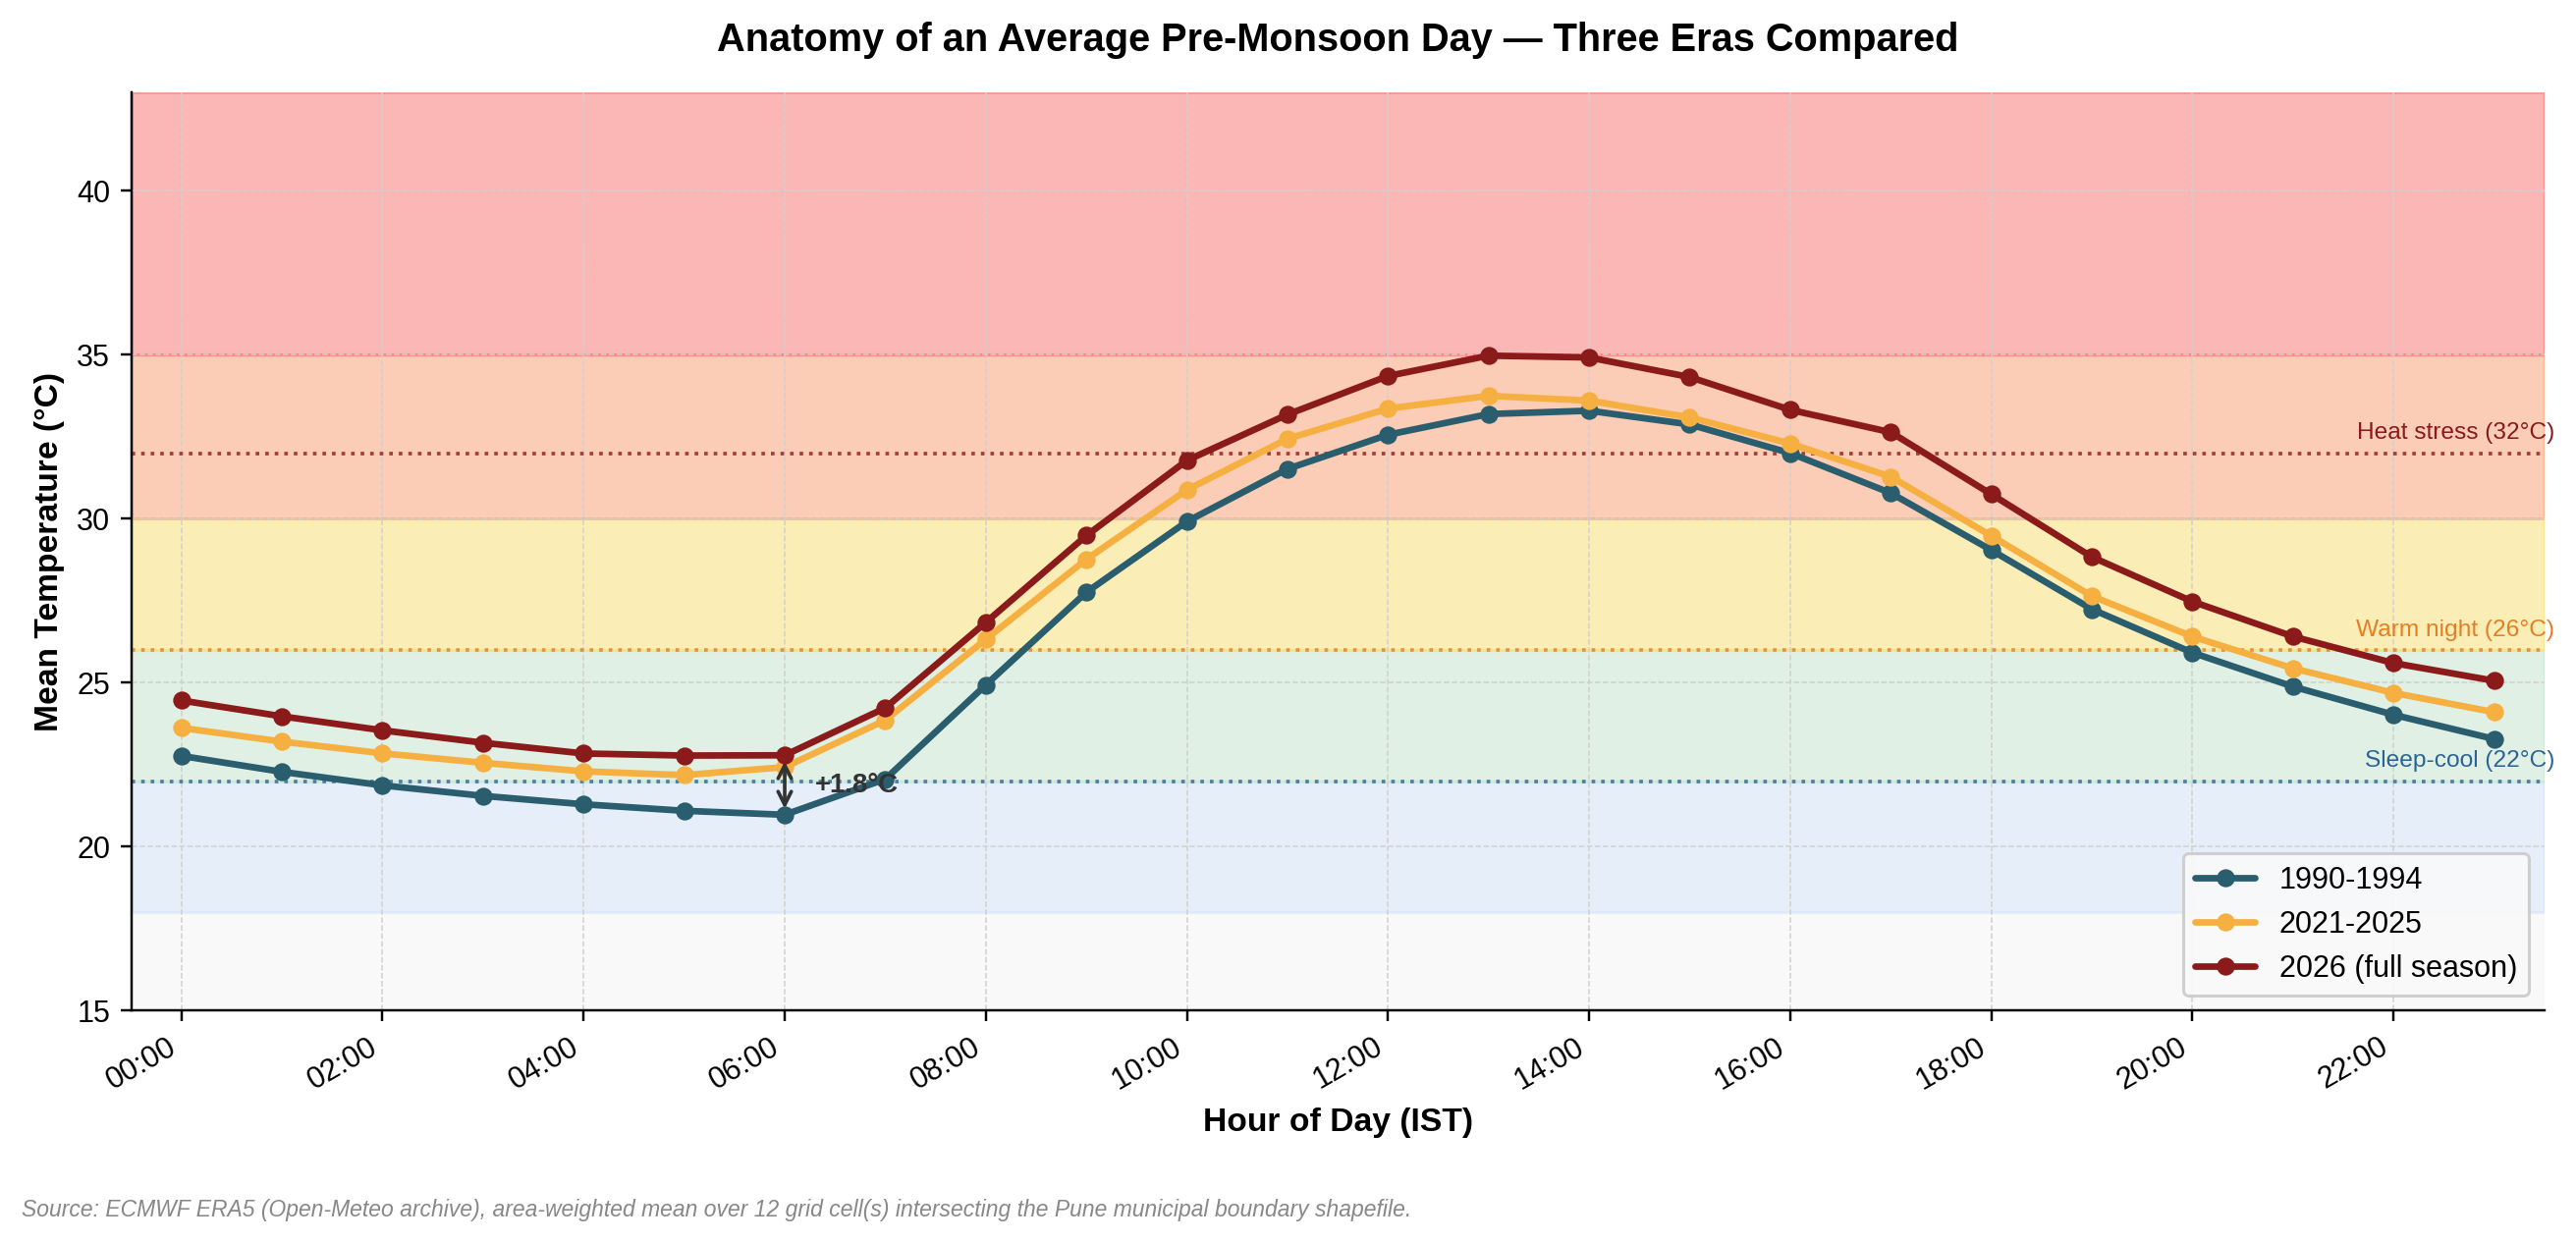 Anatomy of an Average Pre-Monsoon Day — Three Eras Compared
Mean Temperature (°C)
40
35
30
25
20
15
Heat stress (32°C)
Warm night (26°C)
Sleep-cool (22°C)
+1.8°C
1990-1994
2021-2025
2026 (full season)
00:00
02:00
04:00
06:00
08:00
10:00
12:00
14:00
16:00
18:00
20:00
22:00
Hour of Day (IST)
Source: ECMWF ERA5 (Open-Meteo archive), area-weighted mean over 12 grid cell(s) intersecting the Pune municipal boundary shapefile.